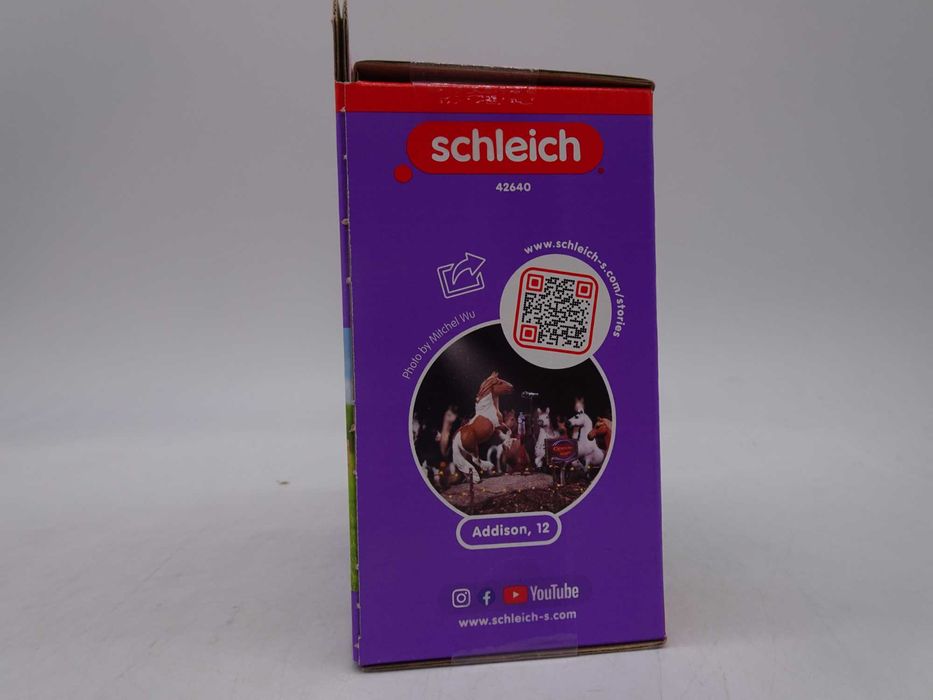 schleich
42640
www.schleich-s.com/stories
Photo by Mitchel Wu
Addison, 12
YouTube
www.schleich-s.com